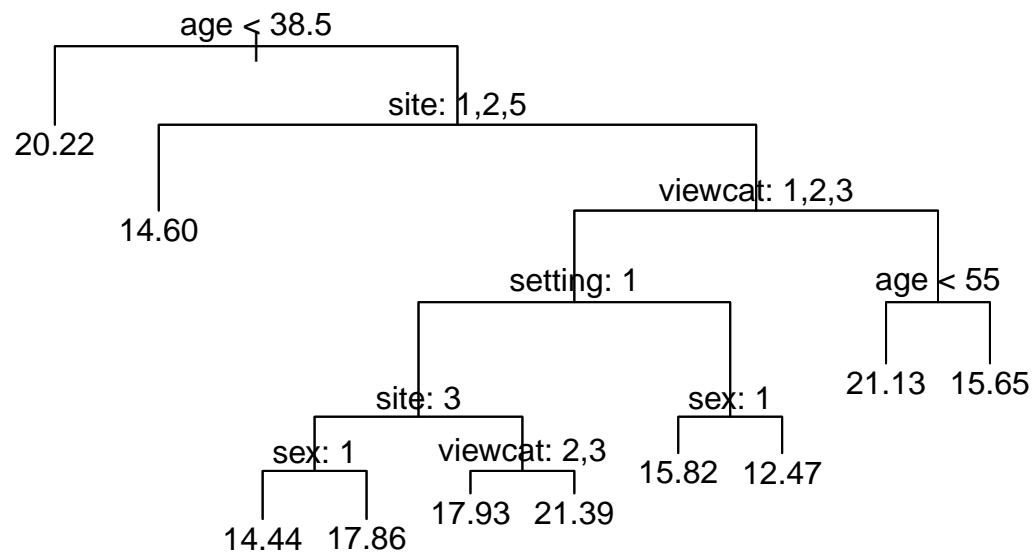 age < 38.5
site: 1,2,5
20.22
viewcat: 1,2,3
14.60
setting: 1
age < 55
21.13 15.65
site: 3
sex: 1
sex: 1
viewcat: 2,3
15.82 12.47
17.93 21.39
14.44 17.86